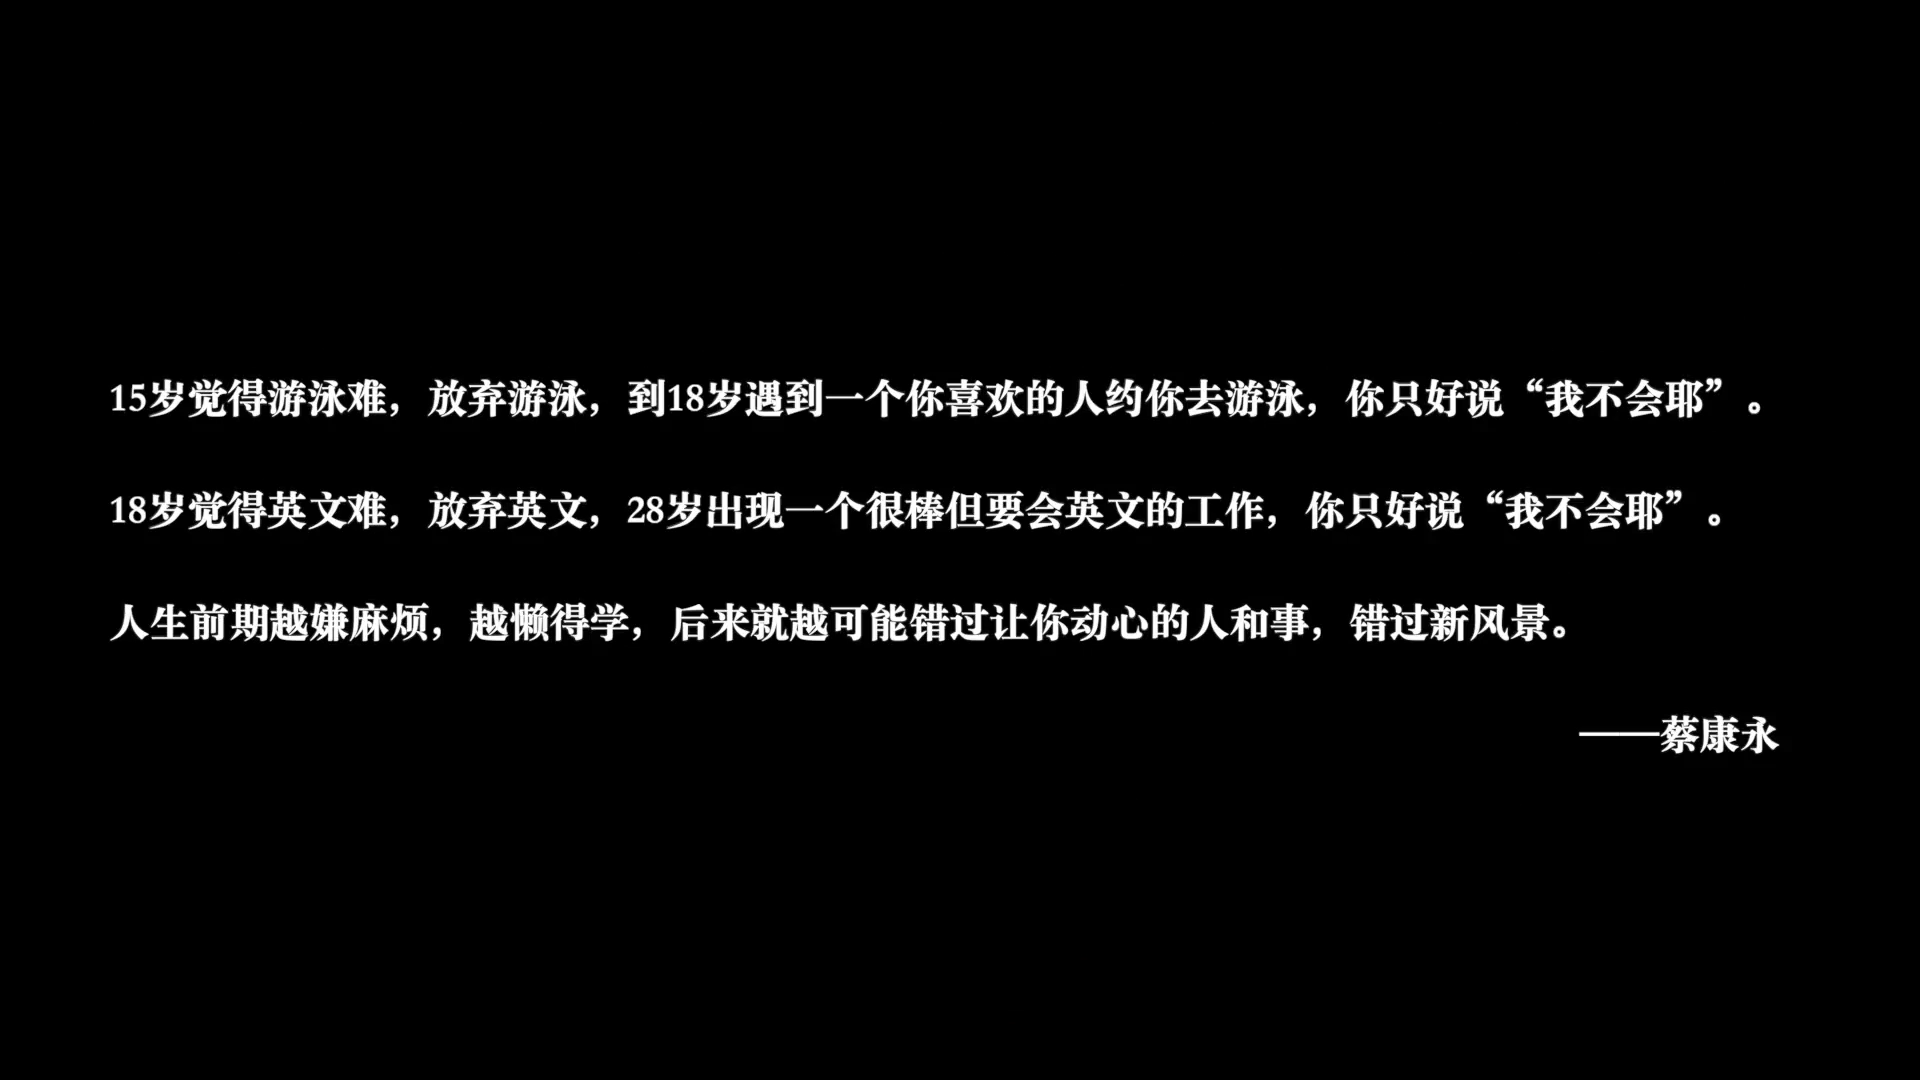 15岁觉得游泳难，放弃游泳，到18岁遇到一个你喜欢的人约你去游泳，你只好说“我不会耶”。
18岁觉得英文难，放弃英文，28岁出现一个很棒但要会英文的工作，你只好说“我不会耶”。
人生前期越嫌麻烦，越懒得学，后来就越可能错过让你动心的人和事，错过新风景。
——蔡康永